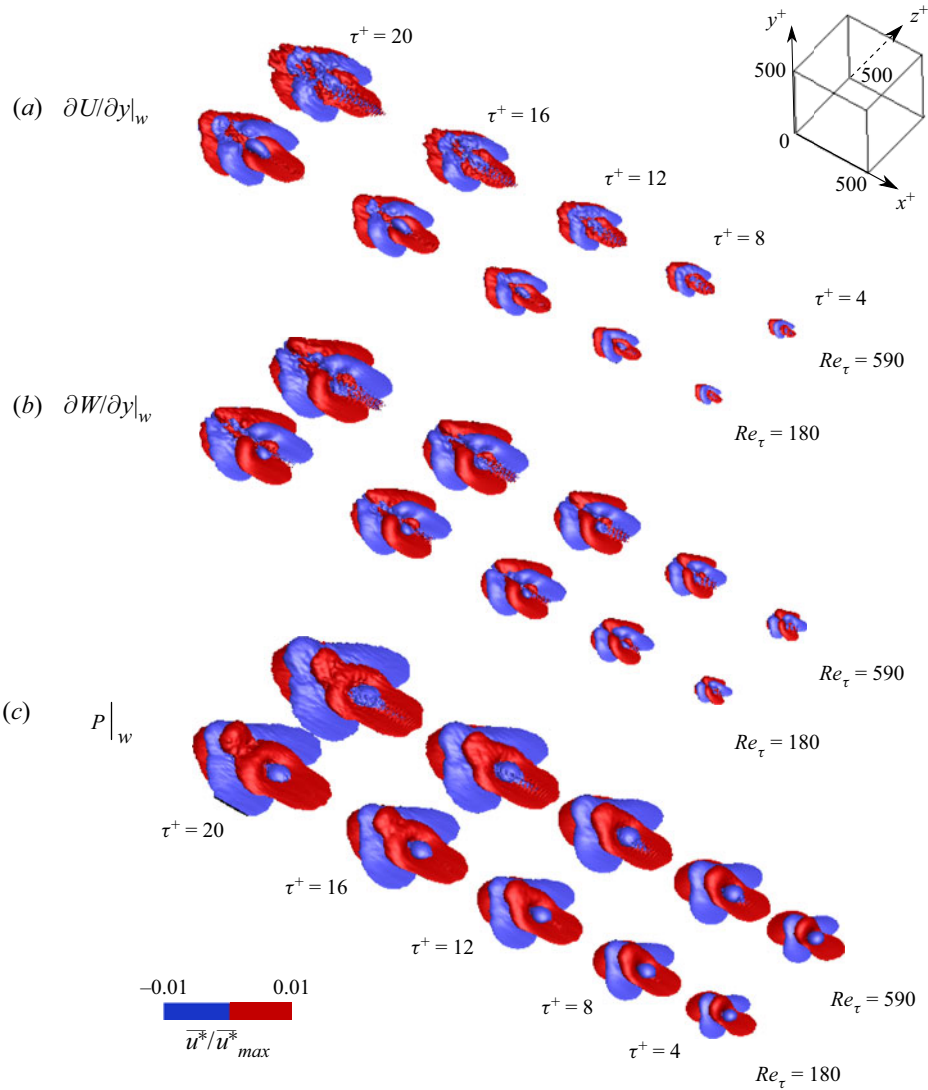 y⁺
z⁺
τ⁺ = 20
500
500
(a) ∂U/∂y|w
τ⁺ = 16
0
500
x⁺
τ⁺ = 12
τ⁺ = 8
τ⁺ = 4
Reτ = 590
(b) ∂W/∂y|w
Reτ = 180
Reτ = 590
(c) P|w
Reτ = 180
τ⁺ = 20
τ⁺ = 16
τ⁺ = 12
–0.01 0.01
Reτ = 590
τ⁺ = 8
u̅*/u̅*max
τ⁺ = 4
Reτ = 180